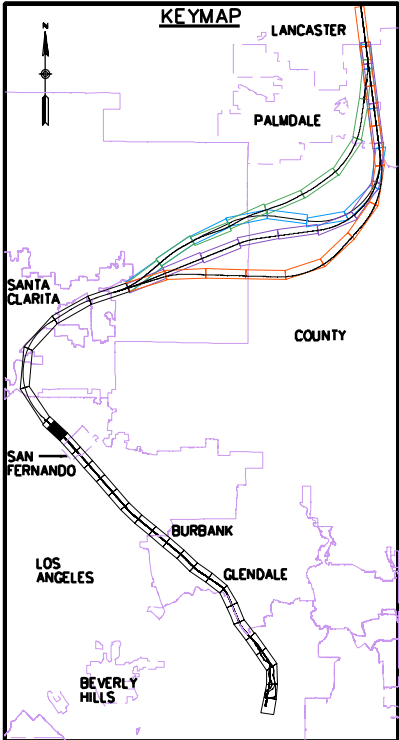 KEYMAP
N
LANCASTER
PALMDALE
SANTA
CLARITA
COUNTY
SAN
FERNANDO
BURBANK
LOS
ANGELES
GLENDALE
BEVERLY
HILLS